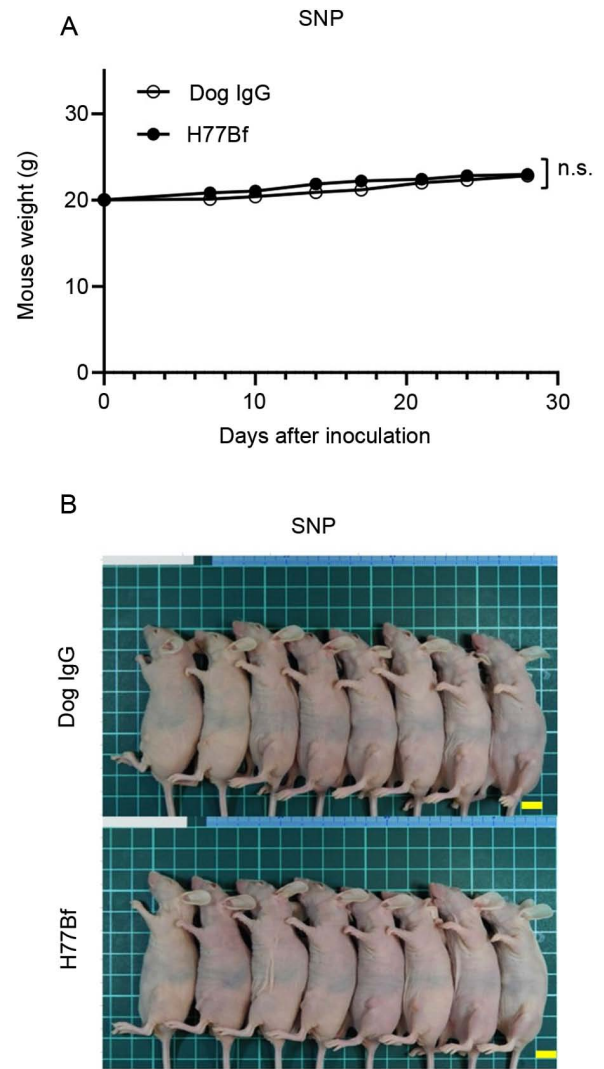 A
SNP
Dog IgG
H77Bf
n.s.
Mouse weight (g)
30
20
10
0
0
10
20
30
Days after inoculation
B
SNP
Dog IgG
H77Bf